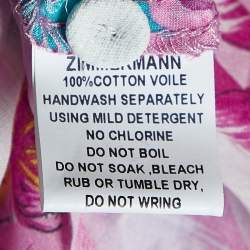 ZIMMERMANN
100%COTTON VOILE
HANDWASH SEPARATELY
USING MILD DETERGENT
NO CHLORINE
DO NOT BOIL
DO NOT SOAK ,BLEACH
RUB OR TUMBLE DRY,
DO NOT WRING